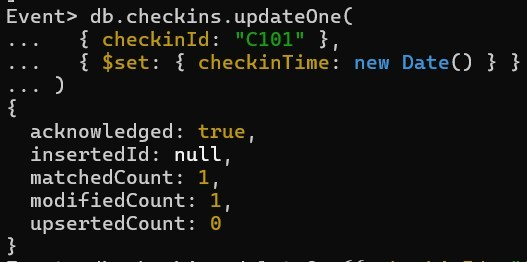 Event> db.checkins.updateOne(
...   { checkinId: "C101" },
...   { $set: { checkinTime: new Date() } }
... )
{
  acknowledged: true,
  insertedId: null,
  matchedCount: 1,
  modifiedCount: 1,
  upsertedCount: 0
}